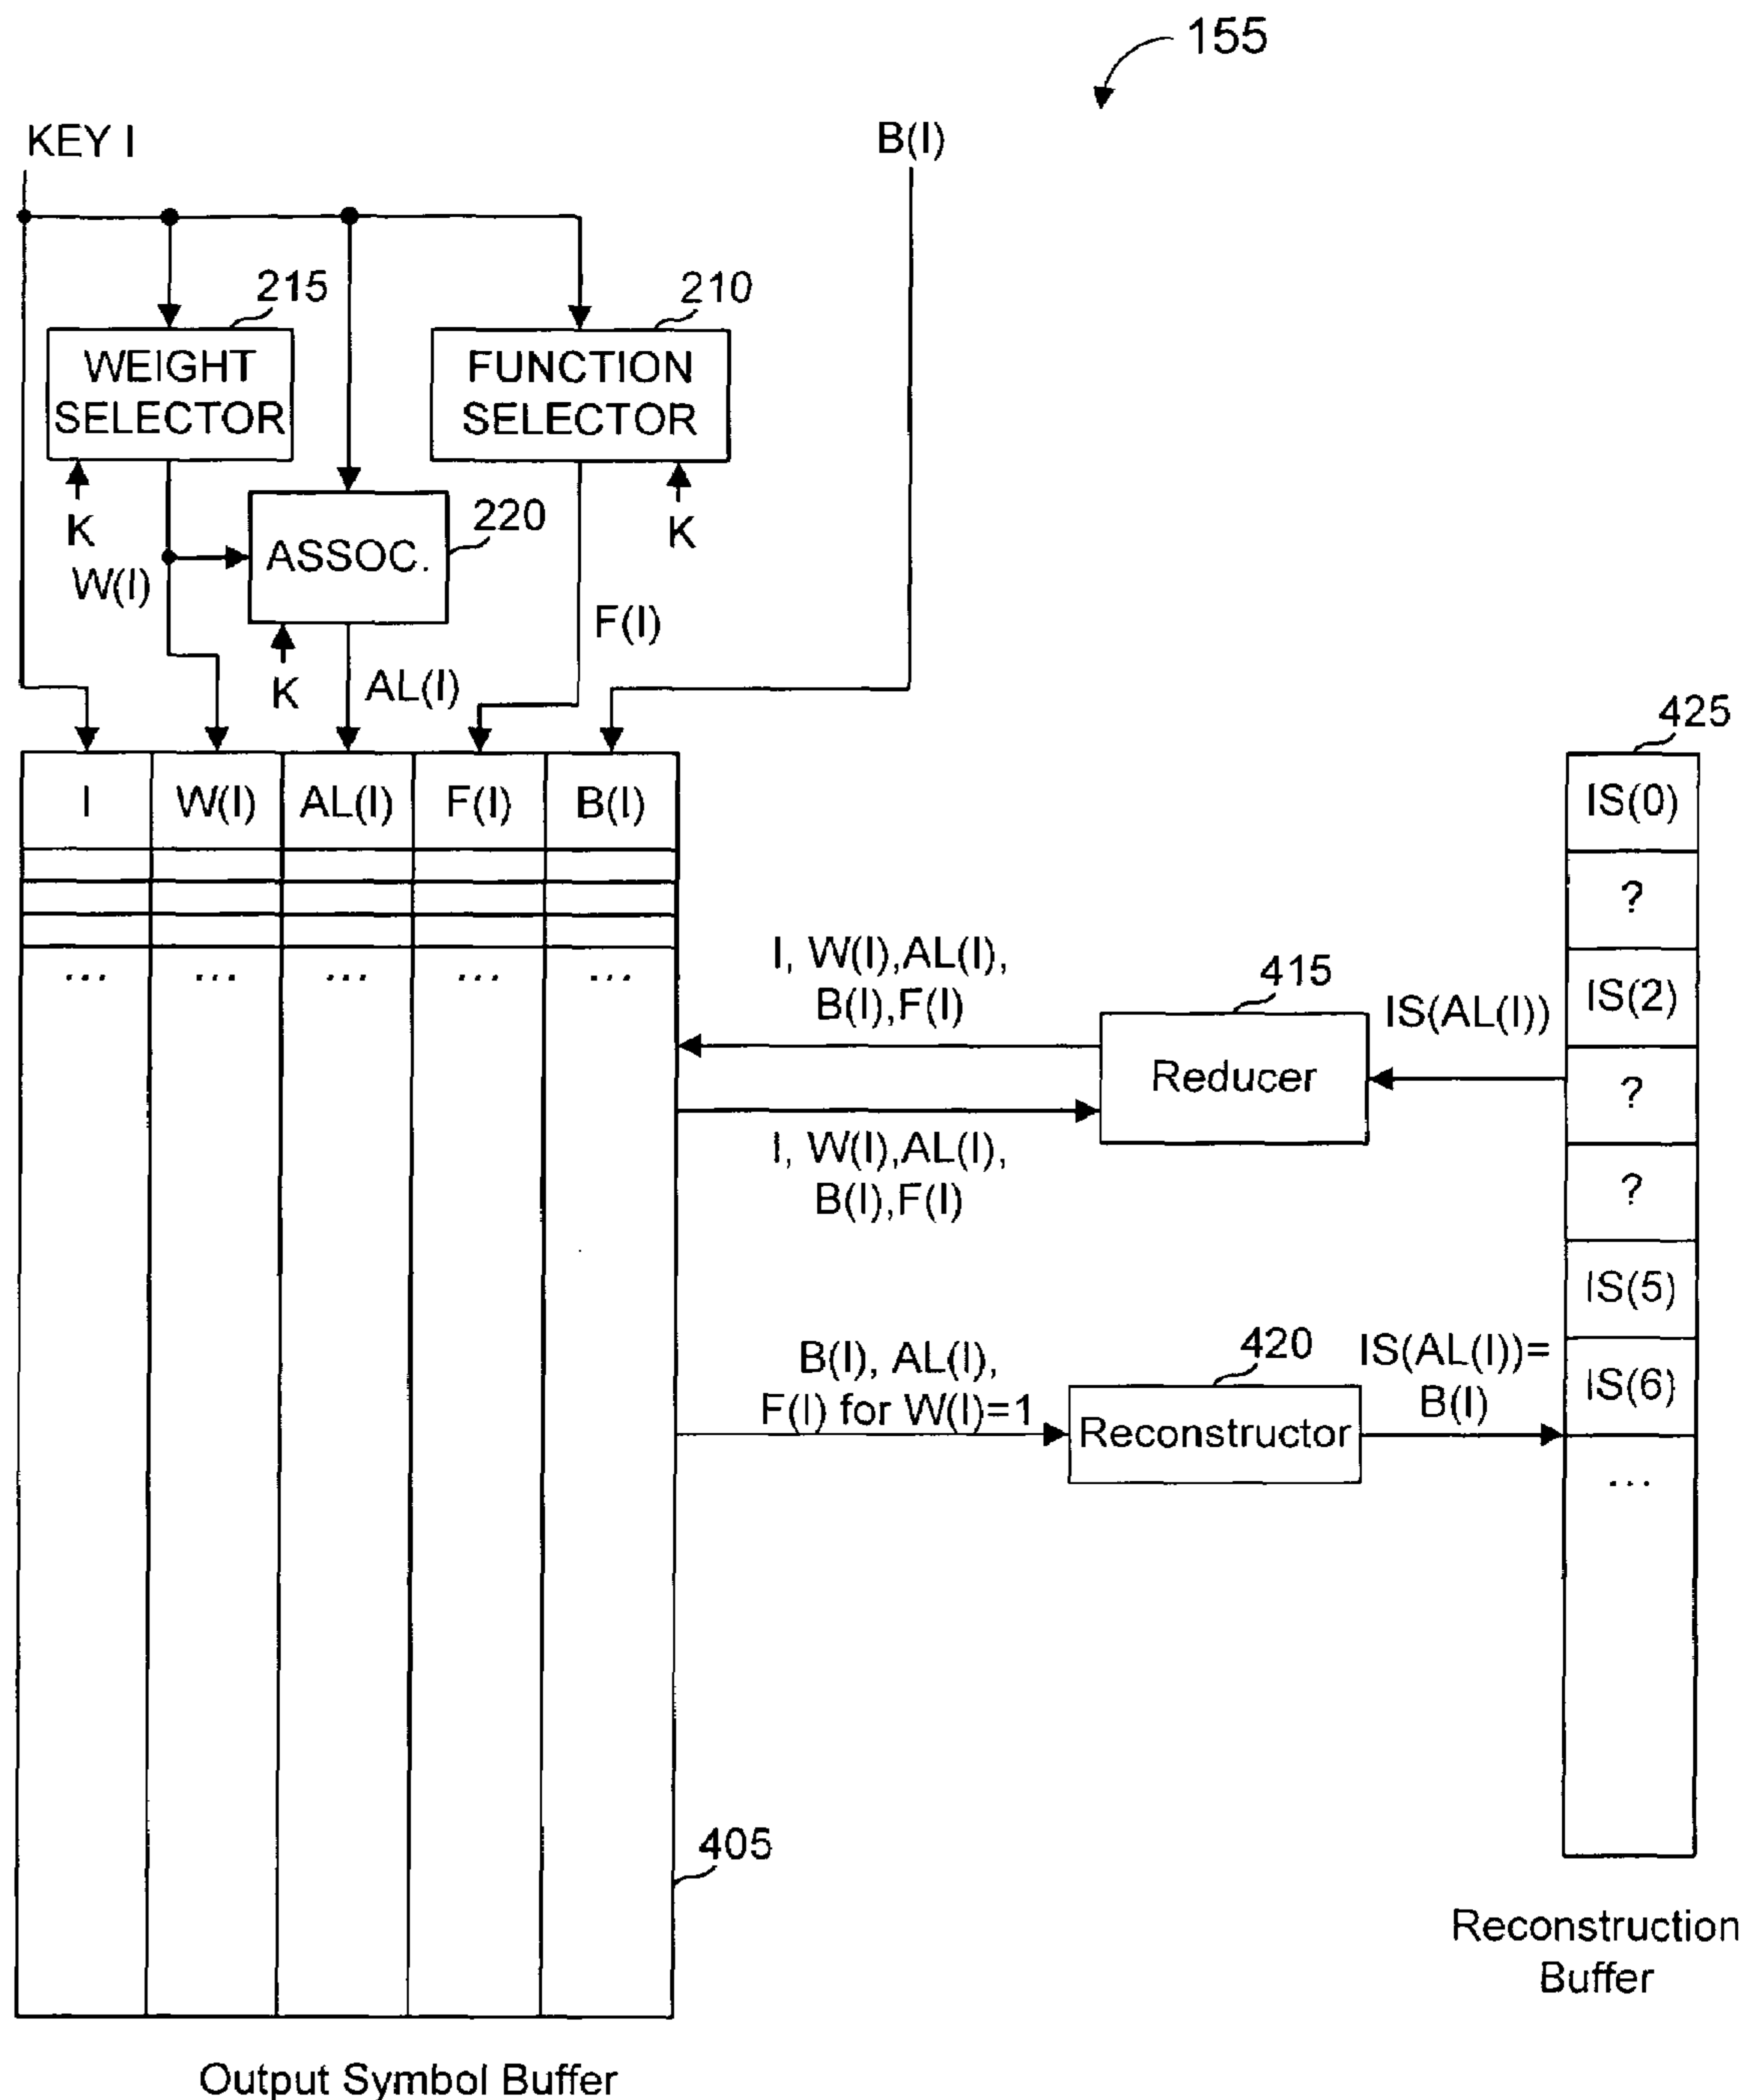 155
KEY I
B(I)
215
210
WEIGHT
SELECTOR
FUNCTION
SELECTOR
K
220
K
ASSOC.
W(I)
F(I)
K
AL(I)
425
I W(I) AL(I) F(I) B(I)
... ... ... ... ...
IS(0)
?
IS(2)
?
?
IS(5)
IS(6)
...
I, W(I),AL(I),
B(I),F(I)
415
IS(AL(I))
Reducer
I, W(I),AL(I),
B(I),F(I)
B(I), AL(I),
F(I) for W(I)=1
420
IS(AL(I))=
B(I)
Reconstructor
405
Reconstruction
Buffer
Output Symbol Buffer